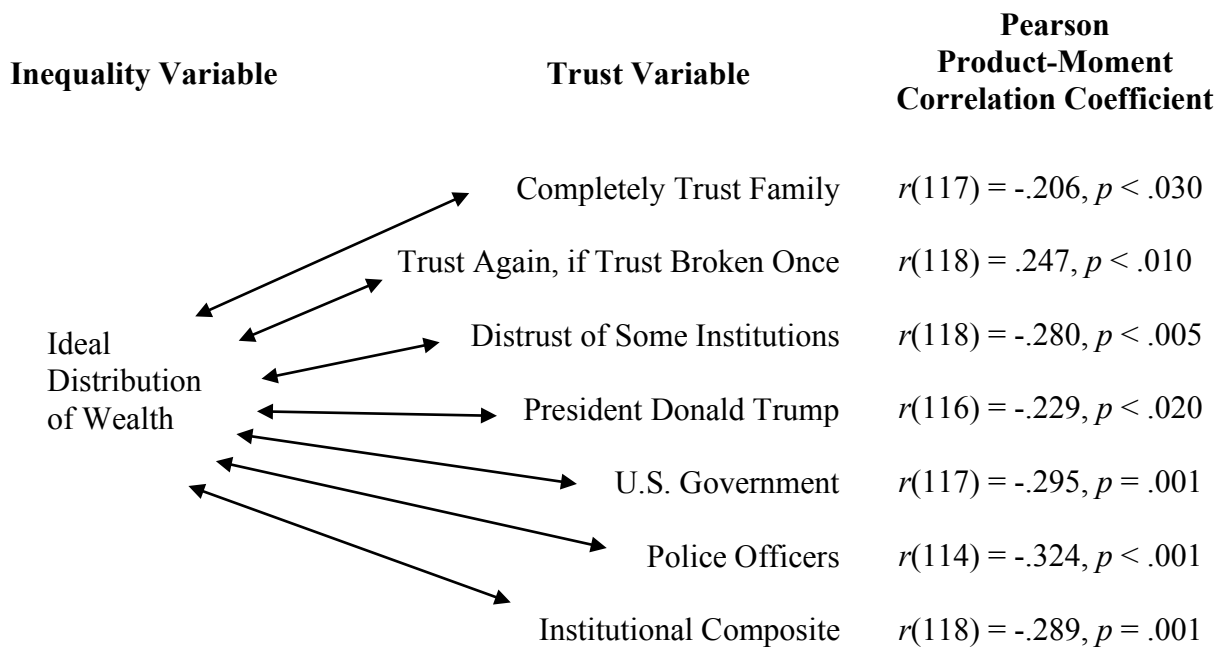 Pearson
Product-Moment
Inequality Variable Trust Variable
Correlation Coefficient
Completely Trust Family r(117) = -.206, p < .030
Trust Again, if Trust Broken Once r(118) = .247, p < .010
Distrust of Some Institutions r(118) = -.280, p < .005
Ideal
Distribution
of Wealth
President Donald Trump r(116) = -.229, p < .020
U.S. Government r(117) = -.295, p = .001
Police Officers r(114) = -.324, p < .001
Institutional Composite r(118) = -.289, p = .001